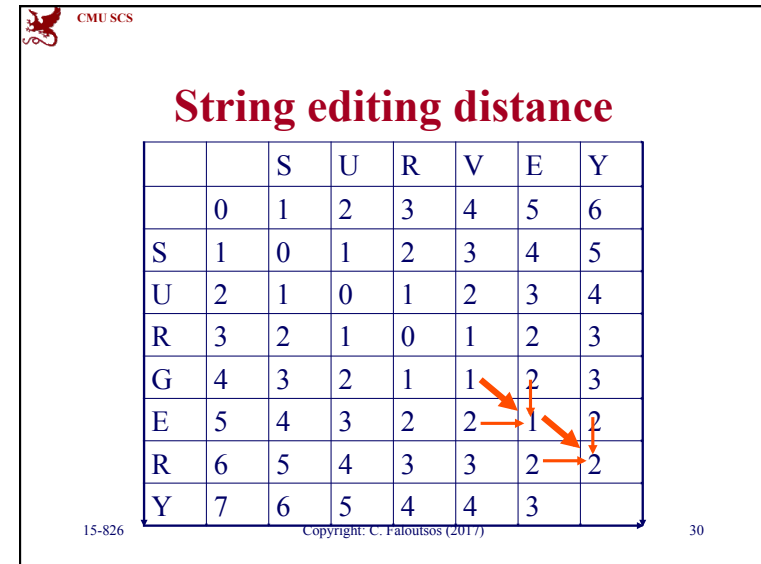 CMU SCS
String editing distance
S U R V E Y
0 1 2 3 4 5 6
S 1 0 1 2 3 4 5
U 2 1 0 1 2 3 4
R 3 2 1 0 1 2 3
G 4 3 2 1 1 2 3
E 5 4 3 2 2 1 2
R 6 5 4 3 3 2 2
Y 7 6 5 4 4 3
15-826 Copyright: C. Faloutsos (2017) 30